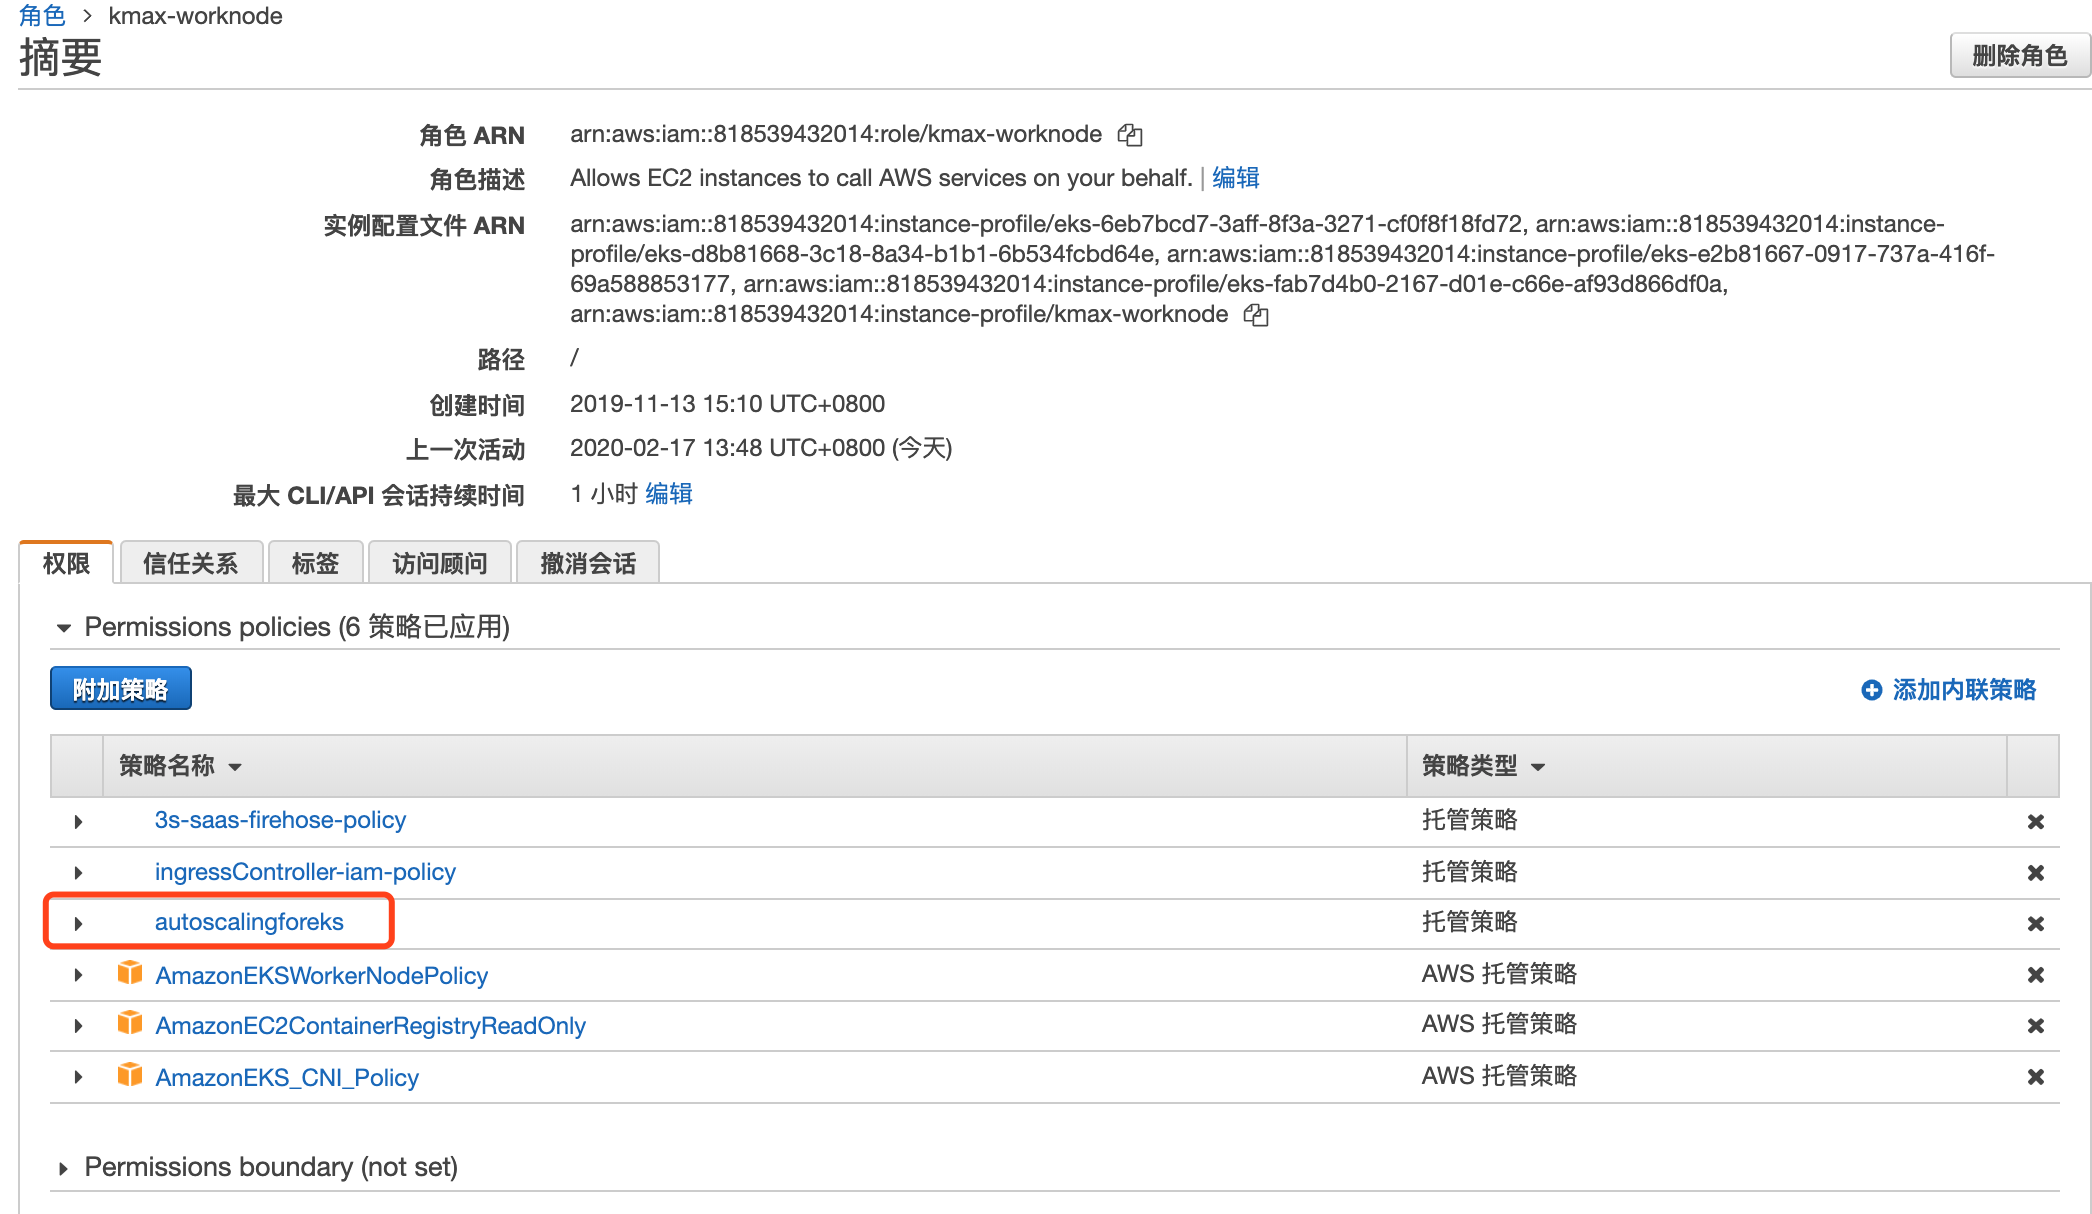 角色 > kmax-worknode
摘要
删除角色
角色 ARN arn:aws:iam::818539432014:role/kmax-worknode
角色描述 Allows EC2 instances to call AWS services on your behalf. | 编辑
实例配置文件 ARN arn:aws:iam::818539432014:instance-profile/eks-6eb7bcd7-3aff-8f3a-3271-cf0f8f18fd72, arn:aws:iam::818539432014:instance-
profile/eks-d8b81668-3c18-8a34-b1b1-6b534fcbd64e, arn:aws:iam::818539432014:instance-profile/eks-e2b81667-0917-737a-416f-
69a588853177, arn:aws:iam::818539432014:instance-profile/eks-fab7d4b0-2167-d01e-c66e-af93d866df0a,
arn:aws:iam::818539432014:instance-profile/kmax-worknode
路径 /
创建时间 2019-11-13 15:10 UTC+0800
上一次活动 2020-02-17 13:48 UTC+0800 (今天)
最大 CLI/API 会话持续时间 1 小时 编辑
权限 信任关系 标签 访问顾问 撤消会话
Permissions policies (6 策略已应用)
附加策略 添加内联策略
策略名称 策略类型
3s-saas-firehose-policy 托管策略
ingressController-iam-policy 托管策略
autoscalingforeks 托管策略
AmazonEKSWorkerNodePolicy AWS 托管策略
AmazonEC2ContainerRegistryReadOnly AWS 托管策略
AmazonEKS_CNI_Policy AWS 托管策略
Permissions boundary (not set)